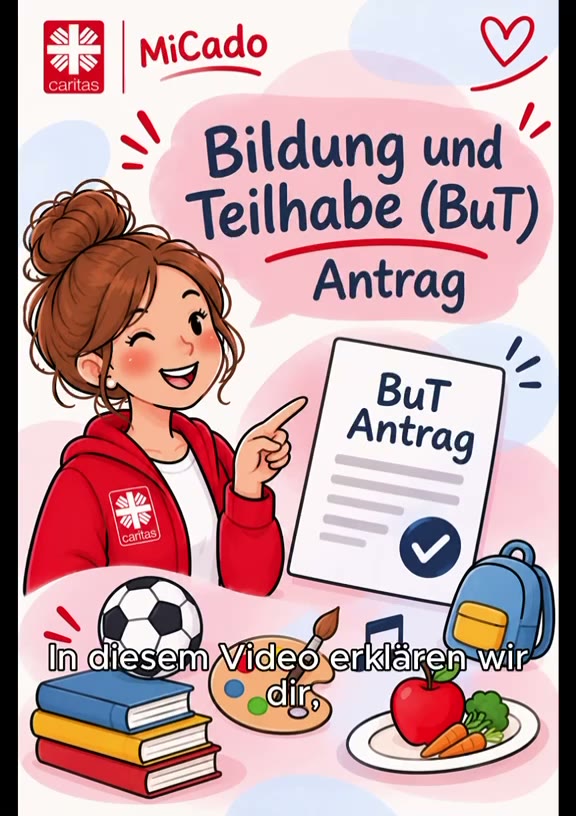 caritas
MiCado
Bildung und
Teilhabe (BuT)
Antrag
BuT
Antrag
caritas
In diesem Video erklären wir
dir,